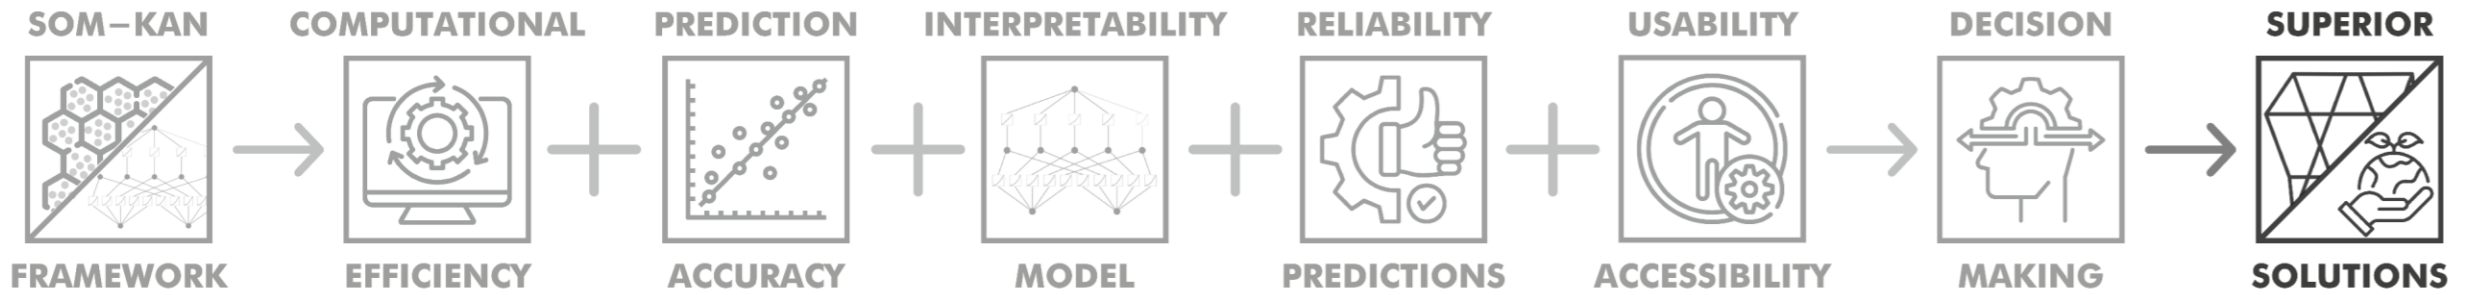 SOM–KAN
FRAMEWORK
COMPUTATIONAL
EFFICIENCY
PREDICTION
ACCURACY
INTERPRETABILITY
MODEL
RELIABILITY
PREDICTIONS
USABILITY
ACCESSIBILITY
DECISION
MAKING
SUPERIOR
SOLUTIONS